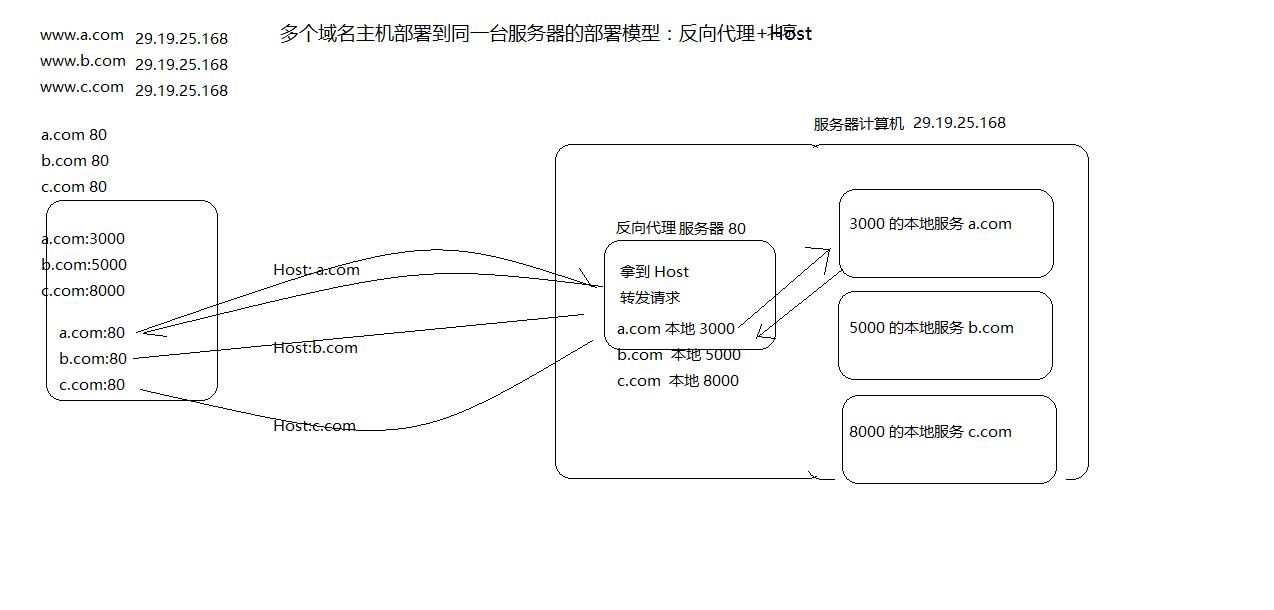 www.a.com 29.19.25.168
www.b.com 29.19.25.168
www.c.com 29.19.25.168
多个域名主机部署到同一台服务器的部署模型：反向代理+Host
a.com 80
b.com 80
c.com 80
a.com:3000
b.com:5000
c.com:8000
a.com:80
b.com:80
c.com:80
Host: a.com
Host:b.com
Host:c.com
服务器计算机 29.19.25.168
反向代理 服务器 80
拿到 Host
转发请求
a.com 本地 3000
b.com 本地 5000
c.com 本地 8000
3000 的本地服务 a.com
5000 的本地服务 b.com
8000 的本地服务 c.com